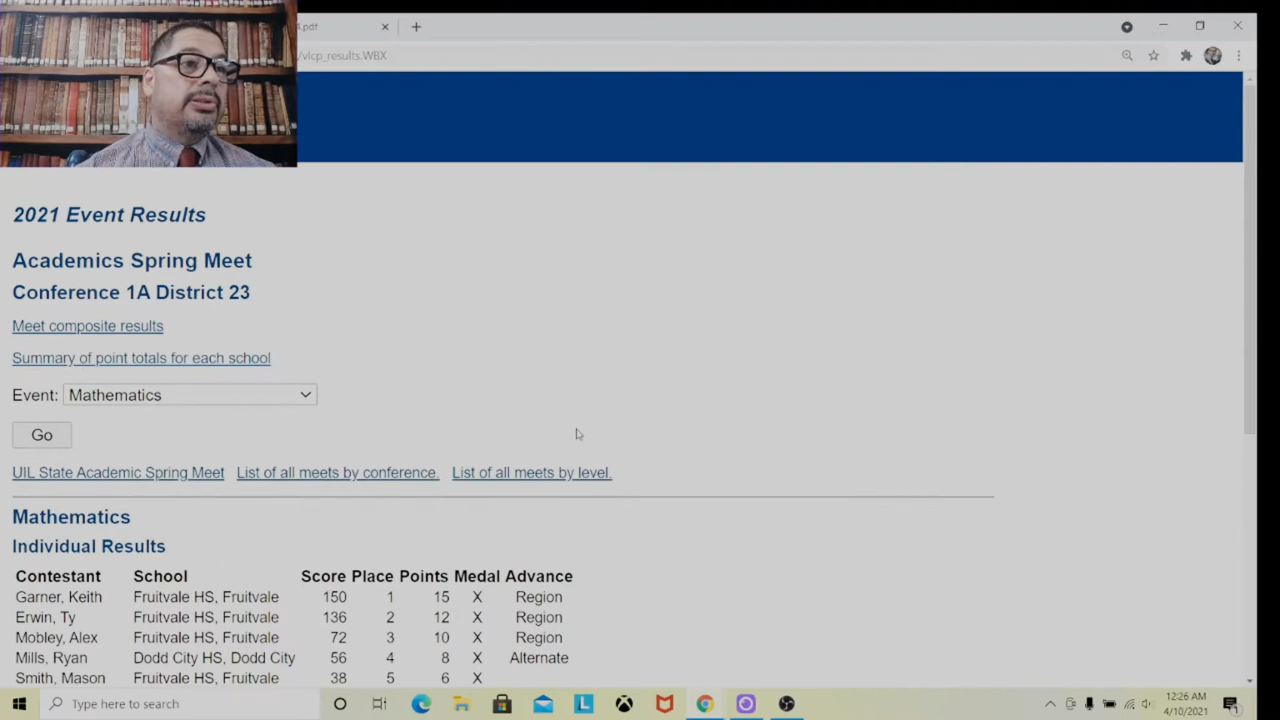 .pdf
/vlcp_results.WBX
2021 Event Results
Academics Spring Meet
Conference 1A District 23
Meet composite results
Summary of point totals for each school
Event: Mathematics
Go
UIL State Academic Spring Meet List of all meets by conference. List of all meets by level.
Mathematics
Individual Results
Contestant School Score Place Points Medal Advance
Garner, Keith Fruitvale HS, Fruitvale 150 1 15 X Region
Erwin, Ty Fruitvale HS, Fruitvale 136 2 12 X Region
Mobley, Alex Fruitvale HS, Fruitvale 72 3 10 X Region
Mills, Ryan Dodd City HS, Dodd City 56 4 8 X Alternate
Smith, Mason Fruitvale HS, Fruitvale 38 5 6 X
Type here to search
L
12:26 AM
4/10/2021
1